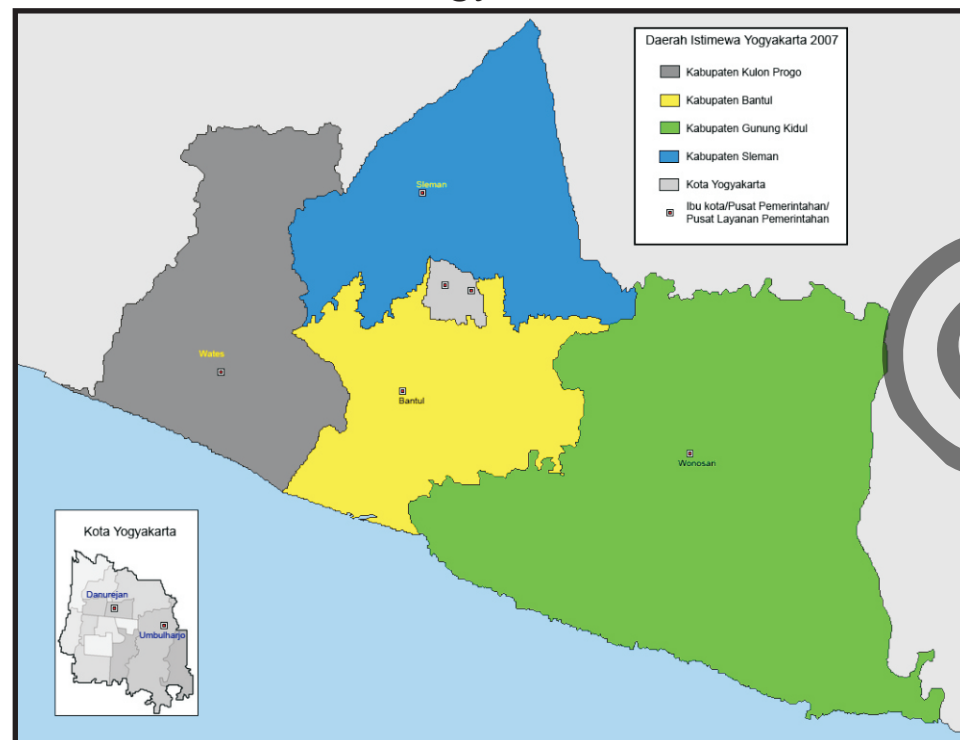 Daerah Istimewa Yogyakarta 2007
Kabupaten Kulon Progo
Kabupaten Bantul
Kabupaten Gunung Kidul
Kabupaten Sleman
Kota Yogyakarta
Ibu kota/Pusat Pemerintahan/
Pusat Layanan Pemerintahan
Sleman
Wates
Bantul
Wonosan
Kota Yogyakarta
Danurejan
Umbulharjo